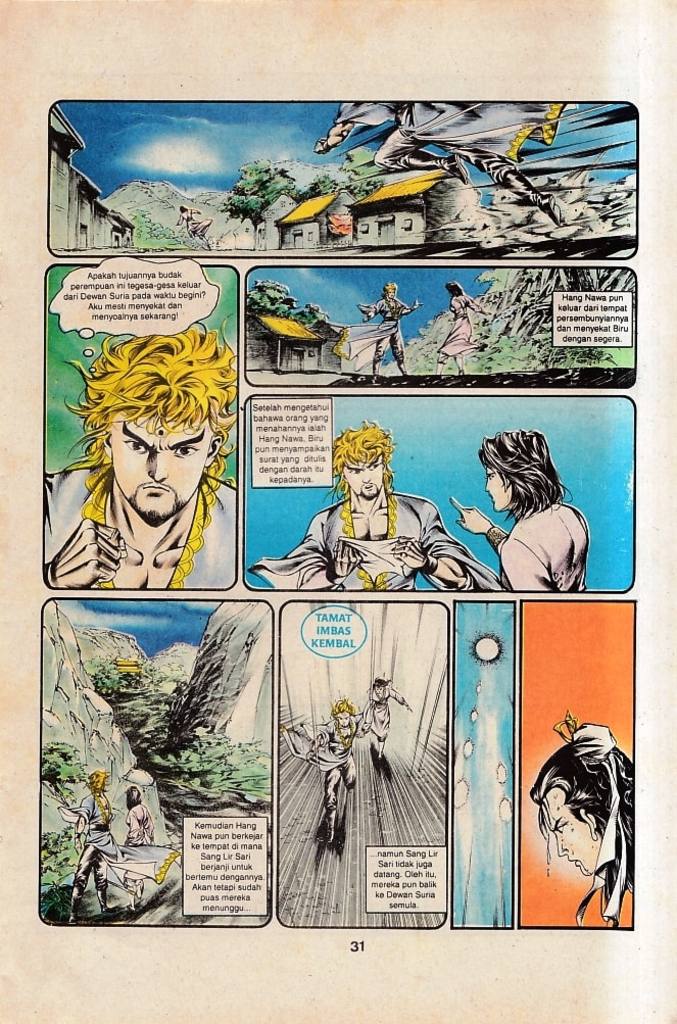 Apakah tujuannya budak
perempuan ini tegesa-gesa keluar
dari Dewan Suria pada waktu begini?
Aku mesti menyekat dan
menyoalnya sekarang!
Hang Nawa pun
keluar dari tempat
persembunyiannya
dan menyekat Biru
dengan segera.
Setelah mengetahui
bahawa orang yang
menahannya ialah
Hang Nawa, Biru
pun menyampaikan
surat yang ditulis
dengan darah itu
kepadanya.
Kemudian Hang
Nawa pun berkejar
ke tempat di mana
Sang Lir Sari
berjanji untuk
bertemu dengannya.
Akan tetapi sudah
puas mereka
menunggu...
TAMAT
IMBAS
KEMBAL
...namun Sang Lir
Sari tidak juga
datang. Oleh itu,
mereka pun balik
ke Dewan Suria
semula.
31